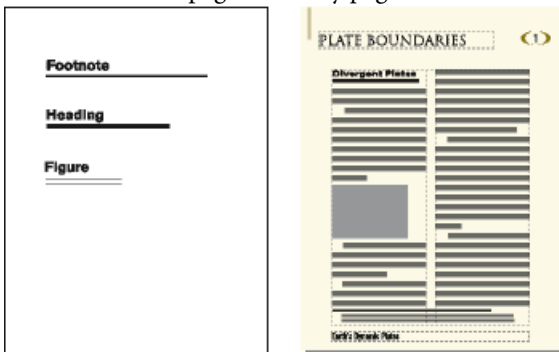 Footnote
Heading
Figure
PLATE BOUNDARIES
1
Divergent Plates
Earth's Dynamic Plates